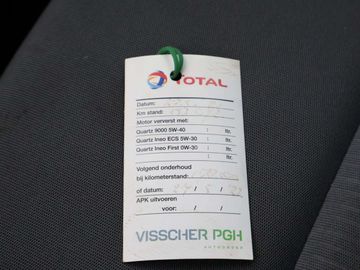 TOTAL
Datum:
Km stand:
Motor ververst met:
Quartz 9000 5W-40 : ltr.
Quartz Ineo ECS 5W-30 : ltr.
Quartz Ineo First 0W-30 : ltr.
: ltr.
Volgend onderhoud
bij kilometerstand:
of datum: / /
APK uitvoeren
voor: / /
VISSCHER PGH
AUTOGROEP